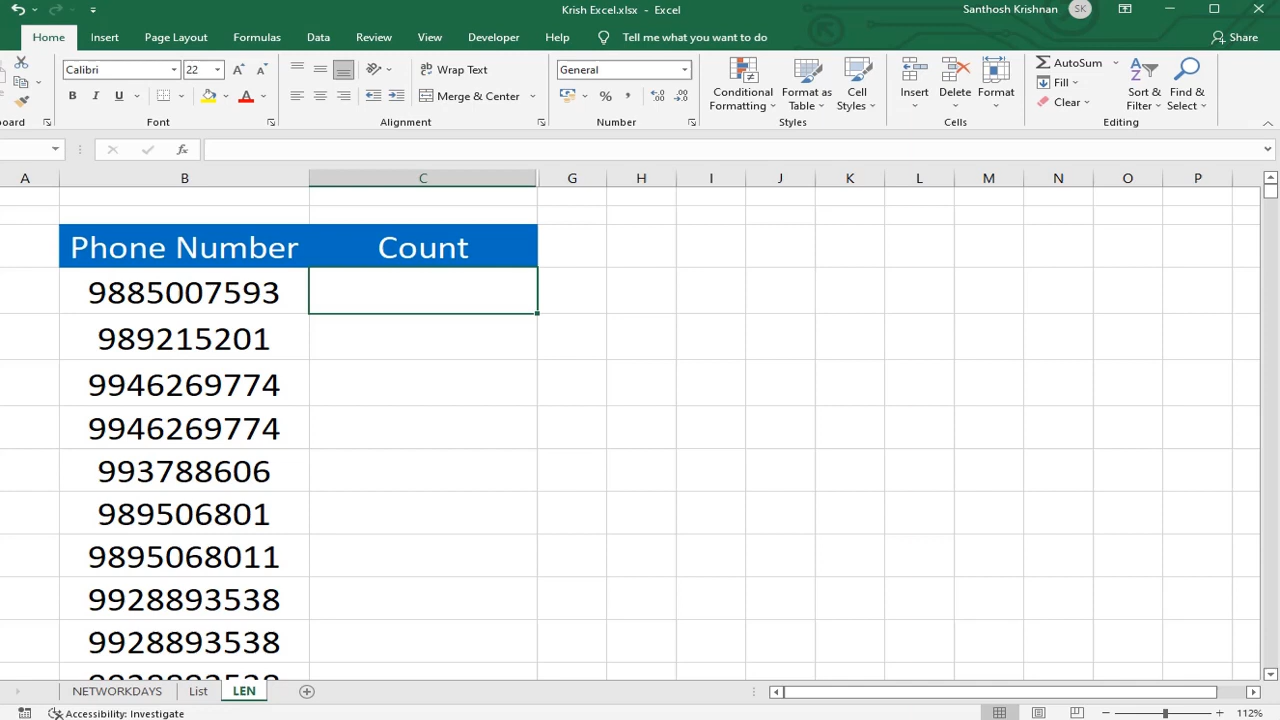 Krish Excel.xlsx - Excel
Santhosh Krishnan SK
Home Insert Page Layout Formulas Data Review View Developer Help Tell me what you want to do Share
Calibri 22 Wrap Text General AutoSum
Conditional Formatting Format as Table Cell Styles Insert Delete Format Fill Sort & Filter Find & Select
B I U A Merge & Center % , Clear
board Font Alignment Number Styles Cells Editing
fx
A B C G H I J K L M N O P
Phone Number Count
9885007593
989215201
9946269774
9946269774
993788606
989506801
9895068011
9928893538
9928893538
NETWORKDAYS List LEN
Accessibility: Investigate 112%